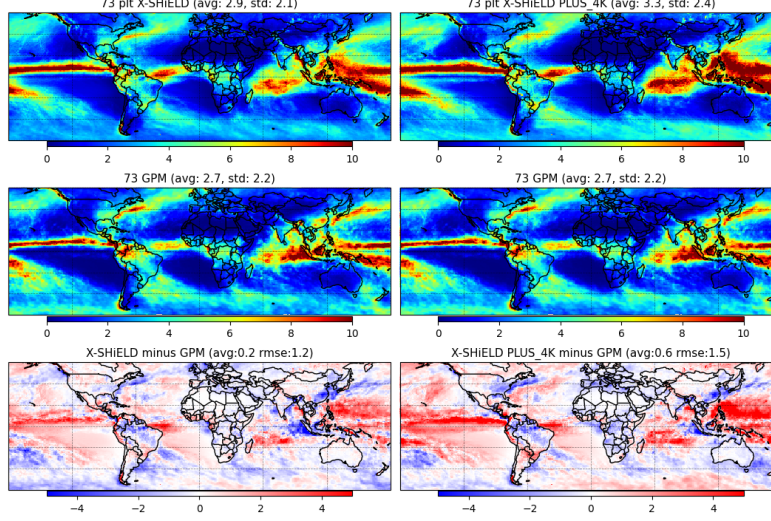 73 plt X-SHiELD (avg: 2.9, std: 2.1)
73 plt X-SHiELD PLUS_4K (avg: 3.3, std: 2.4)
0 2 4 6 8 10
0 2 4 6 8 10
73 GPM (avg: 2.7, std: 2.2)
73 GPM (avg: 2.7, std: 2.2)
0 2 4 6 8 10
0 2 4 6 8 10
X-SHiELD minus GPM (avg:0.2 rmse:1.2)
X-SHiELD PLUS_4K minus GPM (avg:0.6 rmse:1.5)
−4 −2 0 2 4
−4 −2 0 2 4